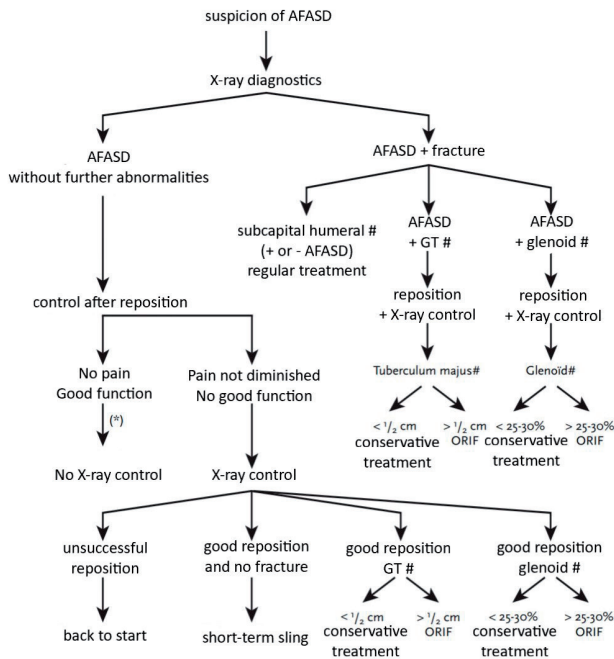 suspicion of AFASD
X-ray diagnostics
AFASD
without further abnormalities
AFASD + fracture
subcapital humeral #
(+ or - AFASD)
regular treatment
AFASD
+ GT #
AFASD
+ glenoid #
control after reposition
reposition
+ X-ray control
reposition
+ X-ray control
No pain
Good function
Pain not diminished
No good function
Tuberculum majus#
Glenoïd#
(*)
< 1/2 cm
conservative
treatment
> 1/2 cm
ORIF
< 25-30%
conservative
treatment
> 25-30%
ORIF
No X-ray control
X-ray control
unsuccessful
reposition
good reposition
and no fracture
good reposition
GT #
good reposition
glenoid #
back to start
short-term sling
< 1/2 cm
conservative
treatment
> 1/2 cm
ORIF
< 25-30%
conservative
treatment
> 25-30%
ORIF